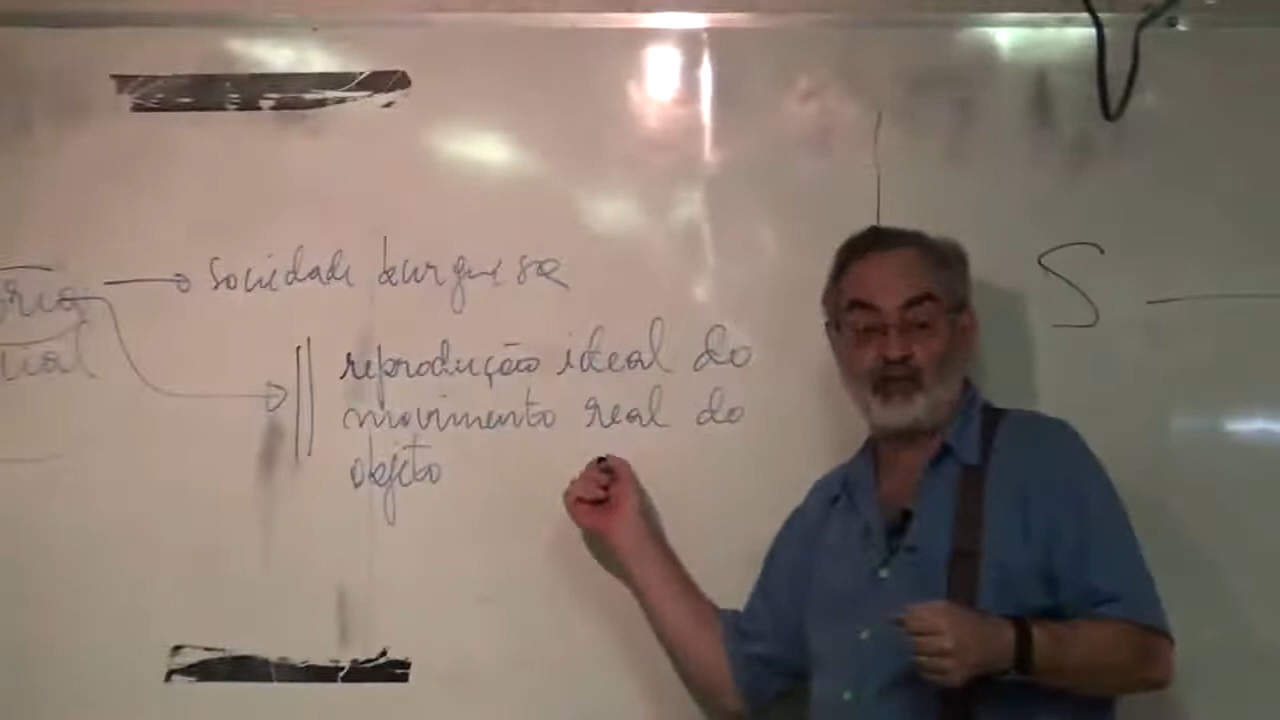 sociedade burguesa
reprodução ideal do
movimento real do
objeto
S